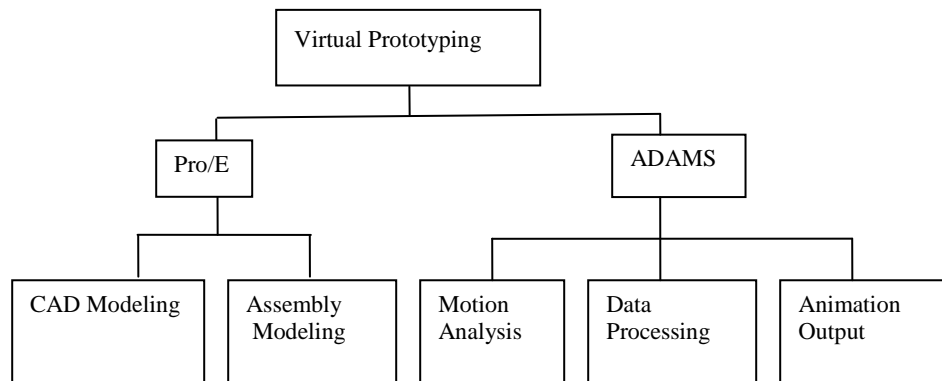 Virtual Prototyping
Pro/E
ADAMS
CAD Modeling
Assembly
Modeling
Motion
Analysis
Data
Processing
Animation
Output